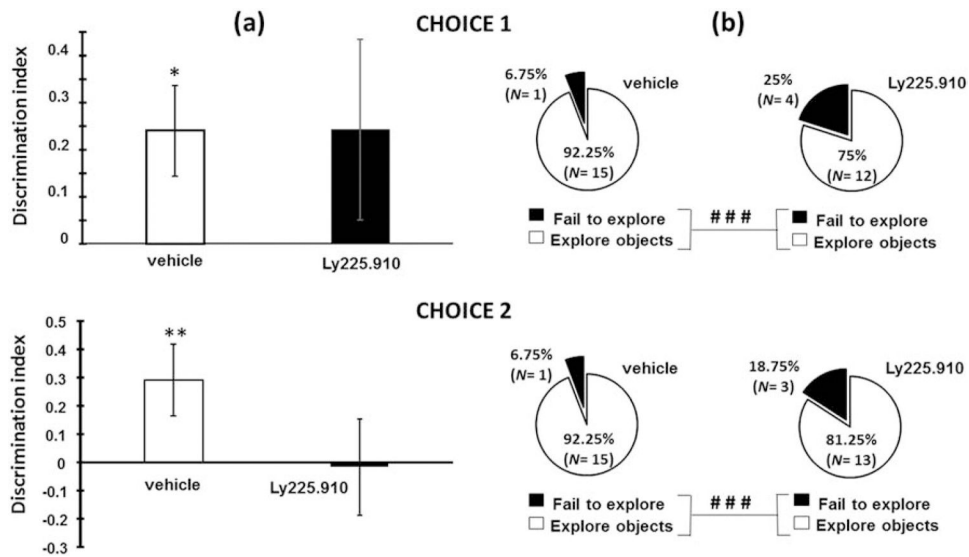 (a)
CHOICE 1
(b)
Discrimination index
0.4
0.3
0.2
0.2
0.1
0
*
vehicle
Ly225.910
6.75%
(N= 1)
vehicle
92.25%
(N= 15)
25%
(N= 4)
Ly225.910
75%
(N= 12)
Fail to explore
Explore objects
# # #
Fail to explore
Explore objects
CHOICE 2
Discrimination index
0.5
0.4
0.3
0.2
0.1
0
-0.1
-0.2
-0.3
**
vehicle
Ly225.910
6.75%
(N= 1)
vehicle
92.25%
(N= 15)
18.75%
(N= 3)
Ly225.910
81.25%
(N= 13)
Fail to explore
Explore objects
# # #
Fail to explore
Explore objects